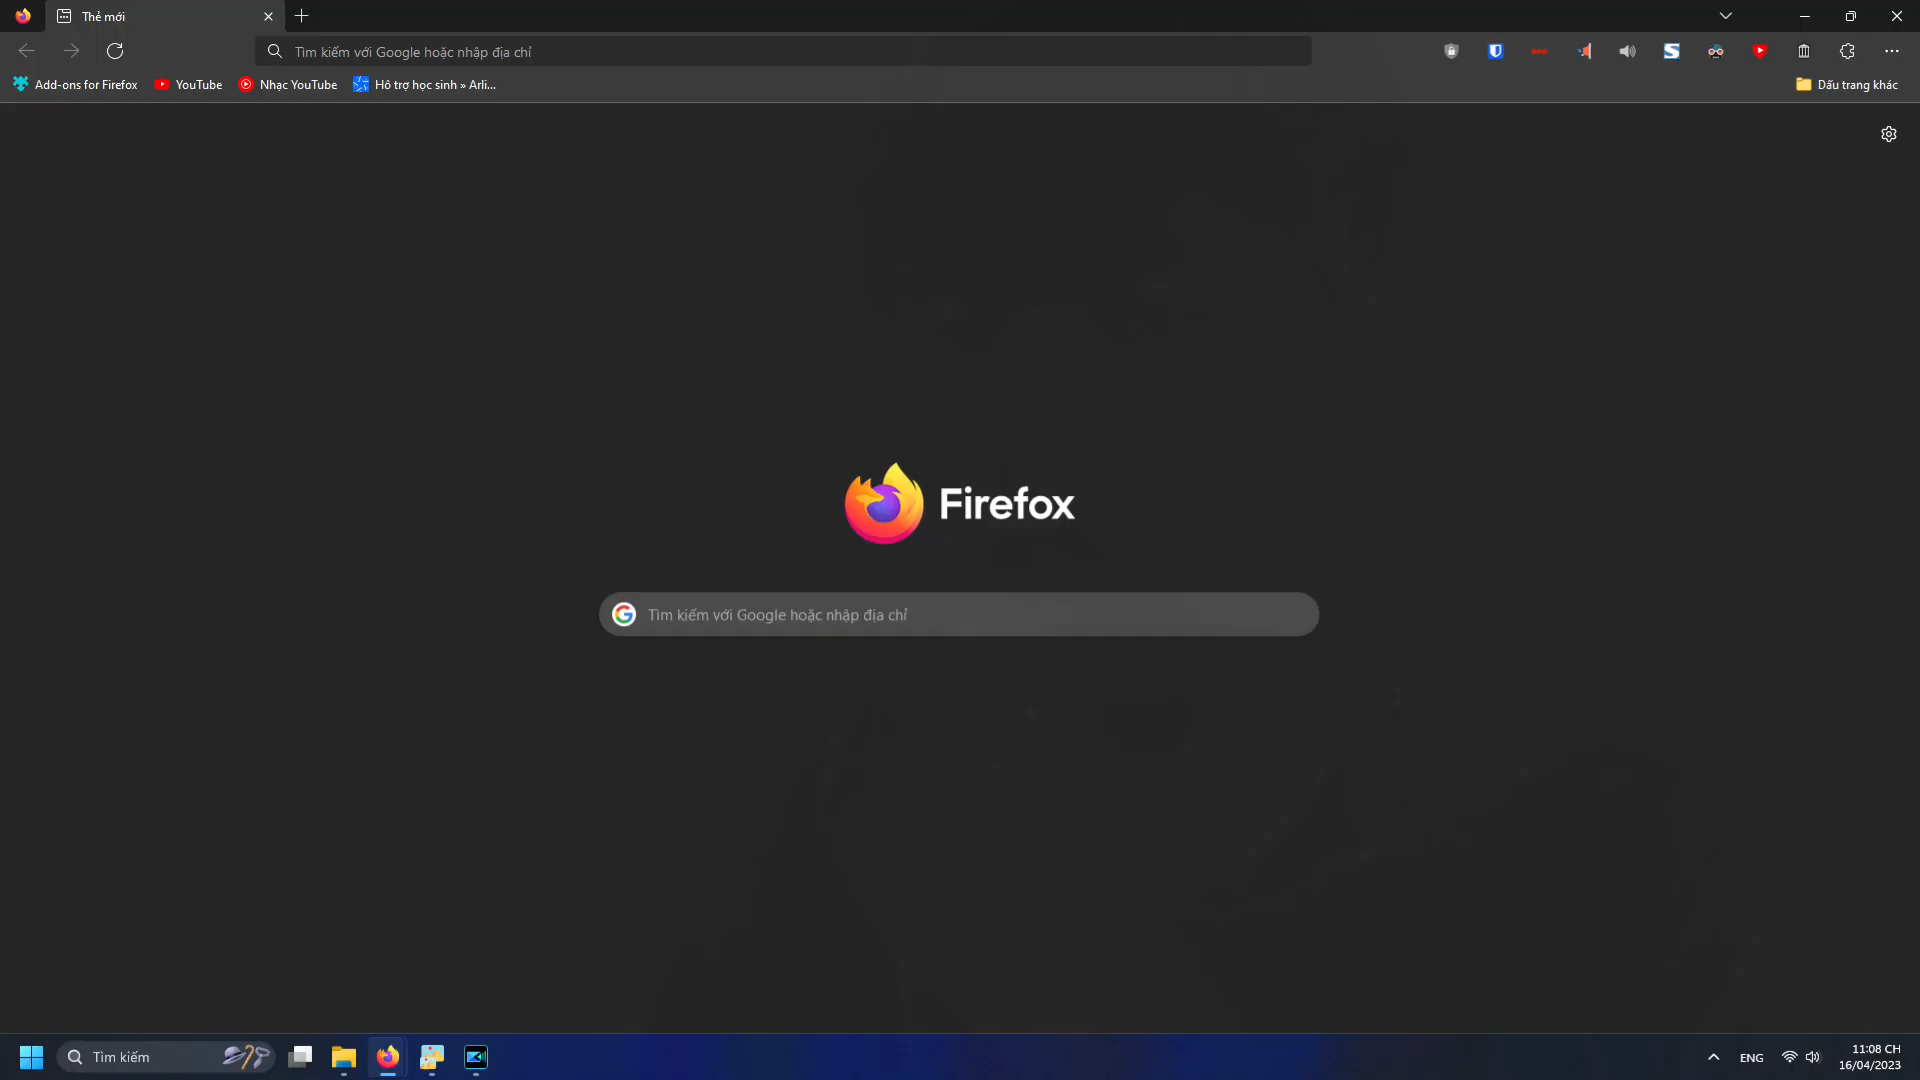 Thẻ mới
Tìm kiếm với Google hoặc nhập địa chỉ
Add-ons for Firefox
YouTube
Nhạc YouTube
Hỗ trợ học sinh » Arli...
Dấu trang khác
Firefox
Tìm kiếm với Google hoặc nhập địa chỉ
Tìm kiếm
ENG
11:08 CH
16/04/2023